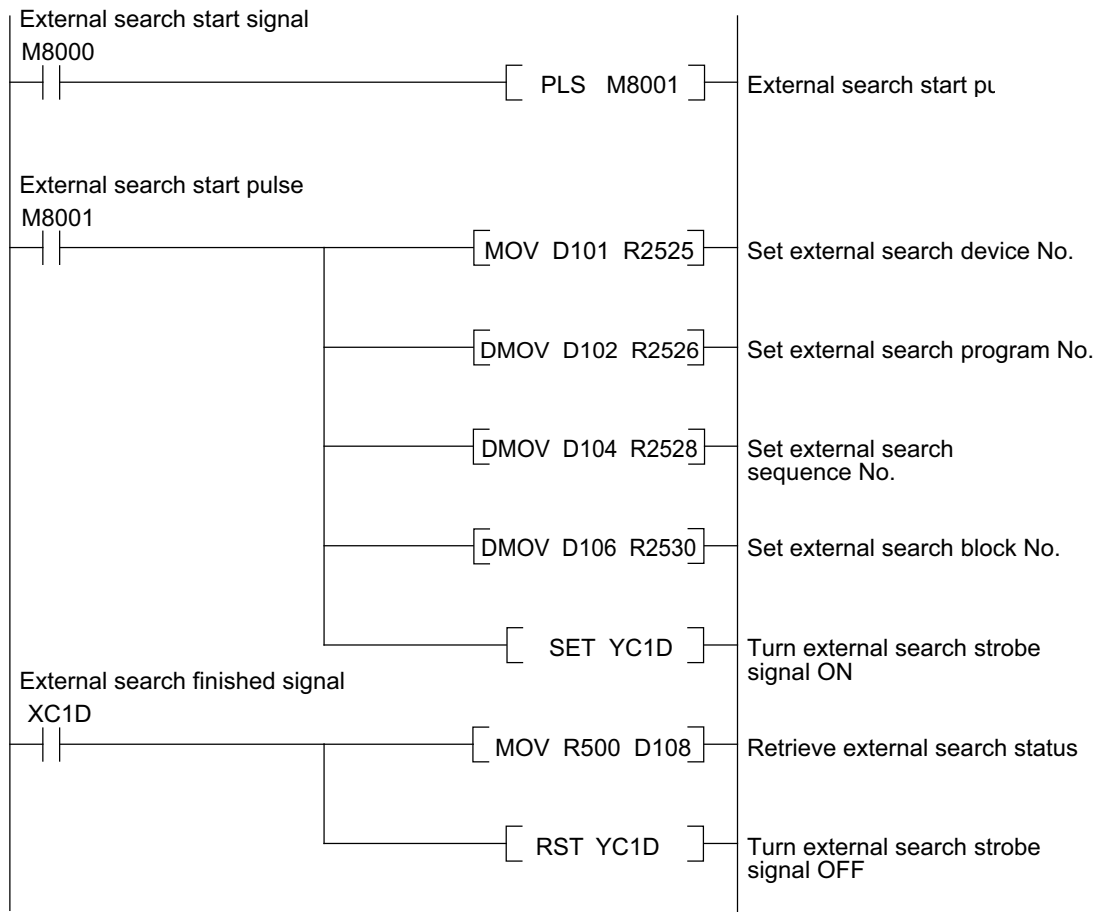 External search start signal
M8000
PLS M8001
External search start
External search start pulse
M8001
MOV D101 R2525
Set external search device No.
DMOV D102 R2526
Set external search program No.
DMOV D104 R2528
Set external search
sequence No.
DMOV D106 R2530
Set external search block No.
SET YC1D
Turn external search strobe
signal ON
External search finished signal
XC1D
MOV R500 D108
Retrieve external search status
RST YC1D
Turn external search strobe
signal OFF